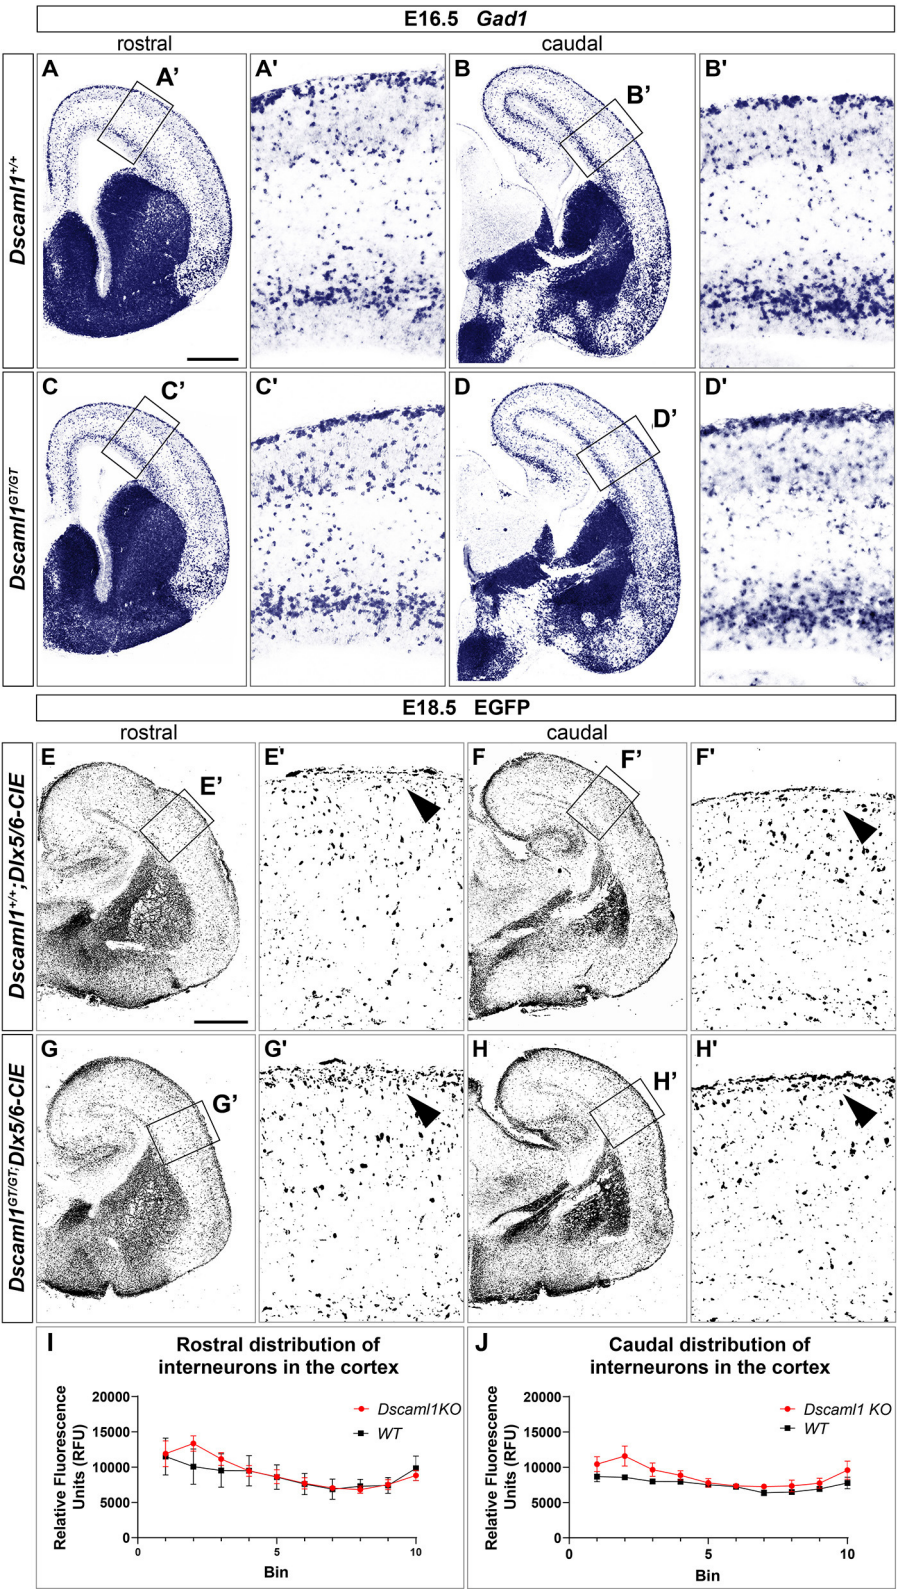 E16.5 Gad1
rostral
caudal
Dscaml1+/+
A
A'
A'
B
B'
B'
Dscaml1GT/GT
C
C'
C'
D
D'
D'
E18.5 EGFP
rostral
caudal
Dscaml1+/+;Dlx5/6-CIE
E
E'
E'
F
F'
F'
Dscaml1GT/GT;Dlx5/6-CIE
G
G'
G'
H
H'
H'
I
Rostral distribution of
interneurons in the cortex
Relative Fluorescence
Units (RFU)
20000
15000
10000
5000
0
0
5
10
Bin
Dscaml1KO
WT
J
Caudal distribution of
interneurons in the cortex
Relative Fluorescence
Units (RFU)
20000
15000
10000
5000
0
0
5
10
Bin
Dscaml1 KO
WT